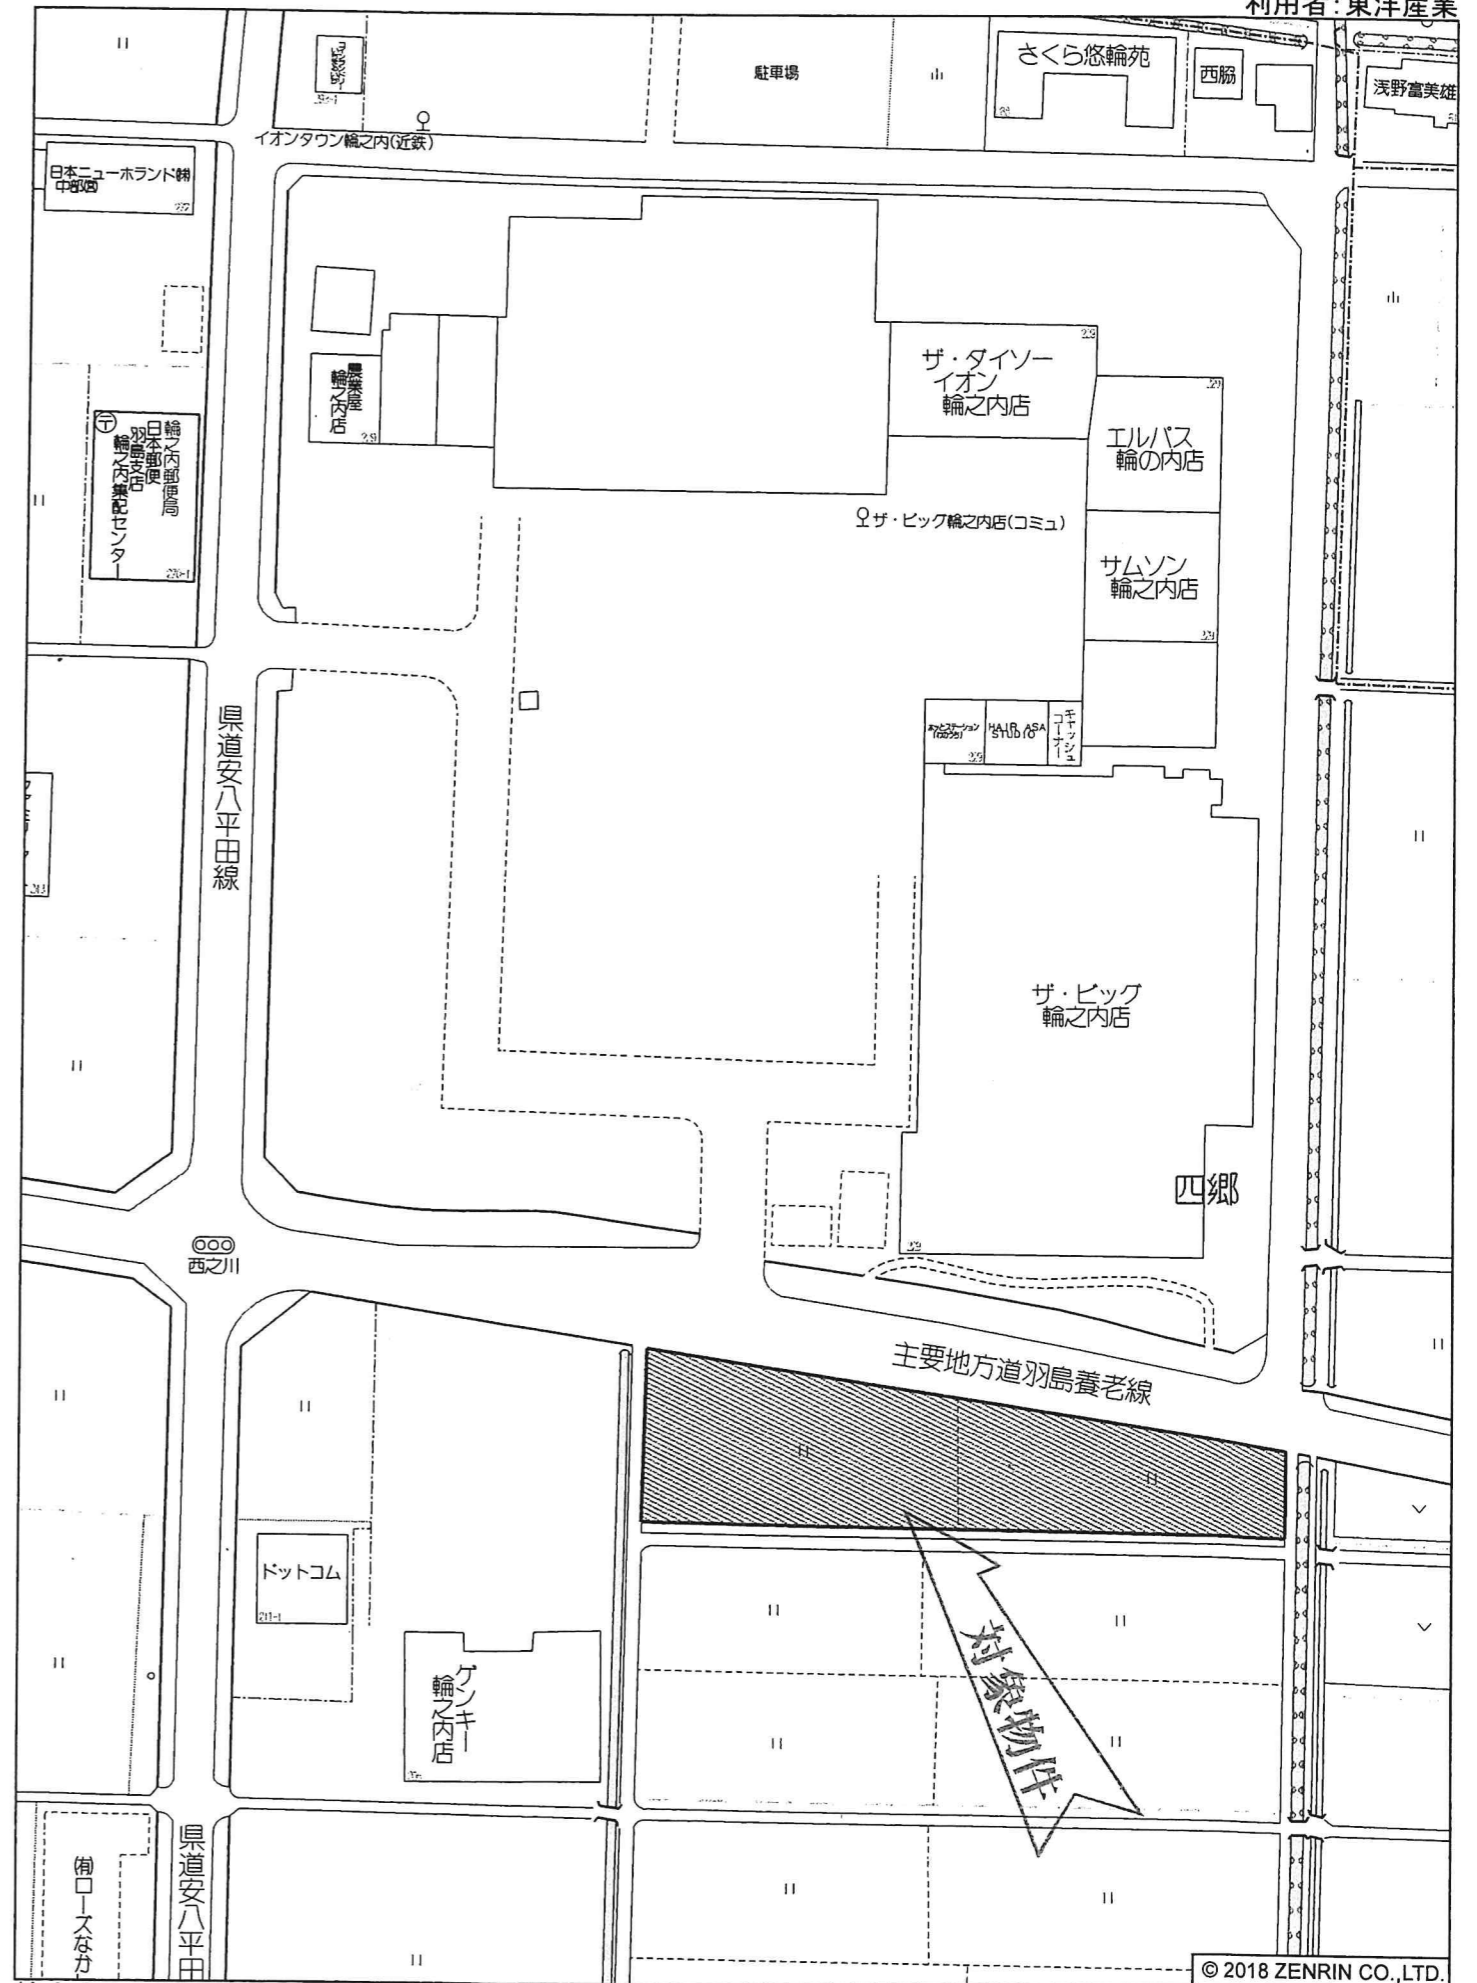 利用者:東洋産業
さくら悠輪苑
西脇
浅野富美雄
駐車場
イオンタウン輪之内(近鉄)
日本ニューホランド㈱
中部(営)
ザ・ダイソー
イオン
輪之内店
229
農業屋
輪之内店
229
エルパス
輪の内店
229
輪之内郵便局
日本郵便
羽島支店
輪之内集配センター
〒
230-1
ザ・ビッグ輪之内店(コミュ)
サムソン
輪之内店
229
県道安八平田線
HAIR ASA
STUDIO
キャッシュ
コーナー
229
ザ・ビッグ
輪之内店
四郷
229
西之川
主要地方道羽島養老線
ドットコム
211-1
ゲンキー
輪之内店
対象物件
県道安八平田
㈲ローズなか
© 2018 ZENRIN CO.,LTD.